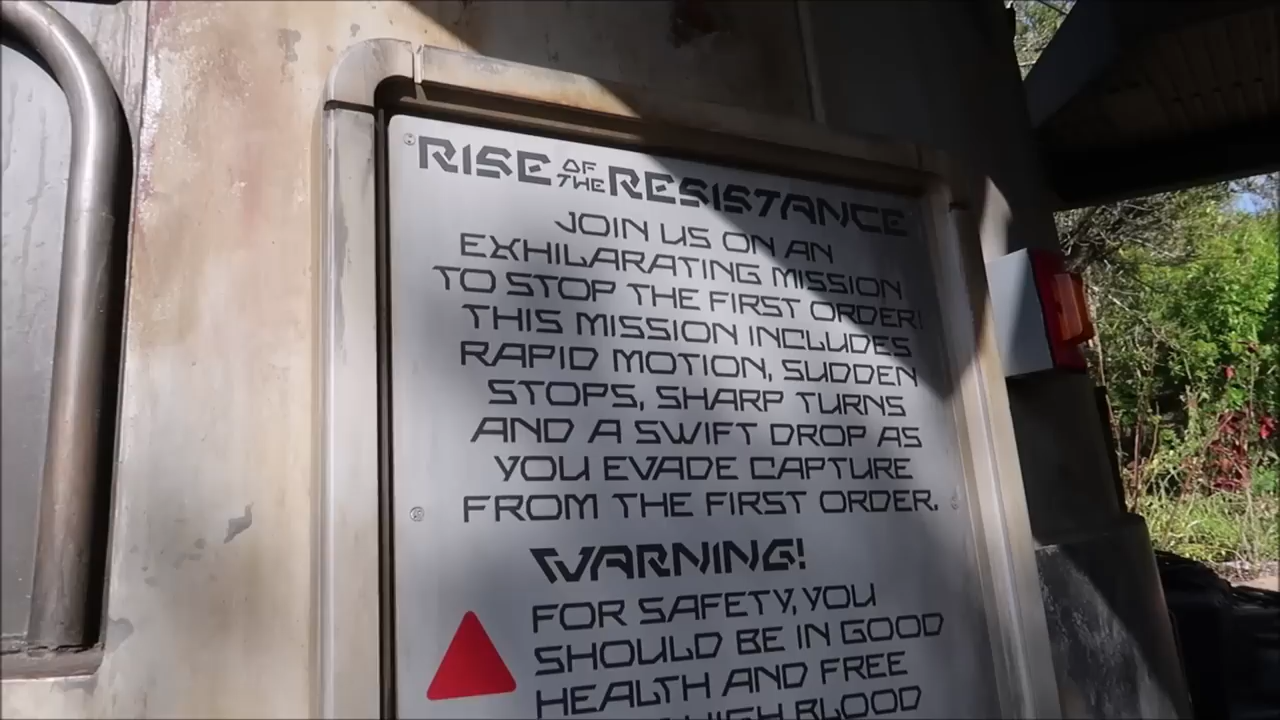 RISE OF THE RESISTANCE
JOIN US ON AN
EXHILARATING MISSION
TO STOP THE FIRST ORDER!
THIS MISSION INCLUDES
RAPID MOTION, SUDDEN
STOPS, SHARP TURNS
AND A SWIFT DROP AS
YOU EVADE CAPTURE
FROM THE FIRST ORDER.
WARNING!
FOR SAFETY, YOU
SHOULD BE IN GOOD
HEALTH AND FREE
HIGH BLOOD